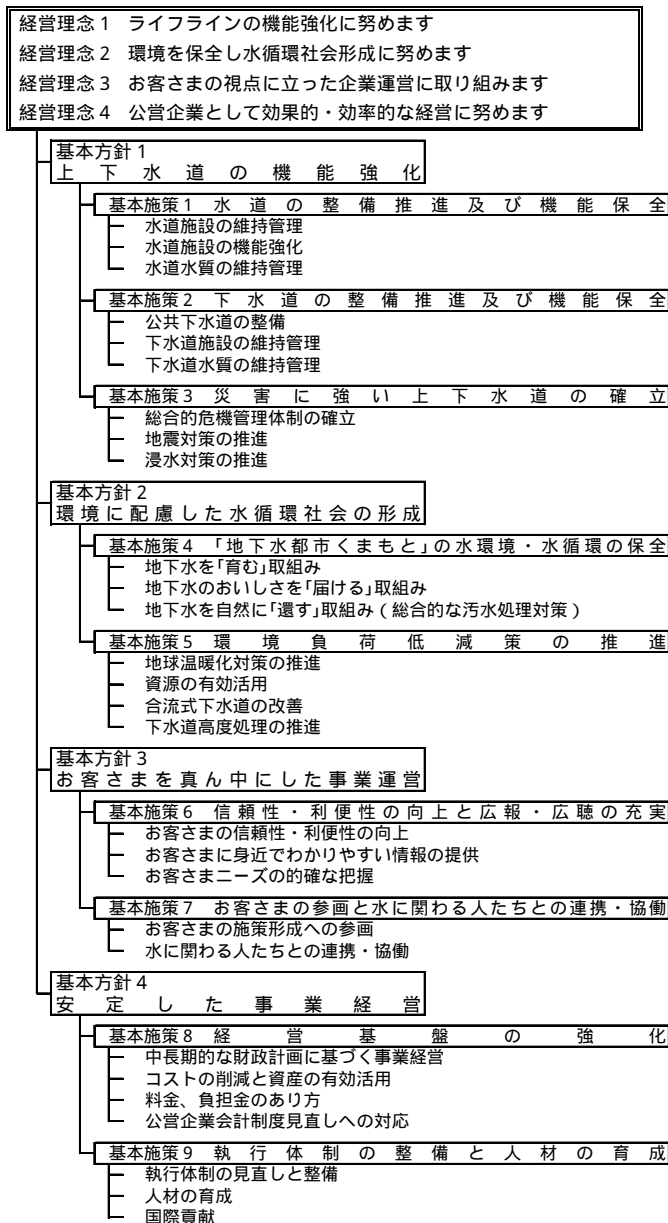 経営理念1 ライフラインの機能強化に努めます
経営理念2 環境を保全し水循環社会形成に努めます
経営理念3 お客さまの視点に立った企業運営に取り組みます
経営理念4 公営企業として効果的・効率的な経営に努めます
基本方針1
上下水道の機能強化
基本施策1 水道の整備推進及び機能保全
水道施設の維持管理
水道施設の機能強化
水道水質の維持管理
基本施策2 下水道の整備推進及び機能保全
公共下水道の整備
下水道施設の維持管理
下水道水質の維持管理
基本施策3 災害に強い上下水道の確立
総合的危機管理体制の確立
地震対策の推進
浸水対策の推進
基本方針2
環境に配慮した水循環社会の形成
基本施策4 「地下水都市くまもと」の水環境・水循環の保全
地下水を「育む」取組み
地下水のおいしさを「届ける」取組み
地下水を自然に「還す」取組み(総合的な汚水処理対策)
基本施策5 環境負荷低減策の推進
地球温暖化対策の推進
資源の有効活用
合流式下水道の改善
下水道高度処理の推進
基本方針3
お客さまを真ん中にした事業運営
基本施策6 信頼性・利便性の向上と広報・広聴の充実
お客さまの信頼性・利便性の向上
お客さまに身近でわかりやすい情報の提供
お客さまニーズの的確な把握
基本施策7 お客さまの参画と水に関わる人たちとの連携・協働
お客さまの施策形成への参画
水に関わる人たちとの連携・協働
基本方針4
安定した事業経営
基本施策8 経営基盤の強化
中長期的な財政計画に基づく事業経営
コストの削減と資産の有効活用
料金、負担金のあり方
公営企業会計制度見直しへの対応
基本施策9 執行体制の整備と人材の育成
執行体制の見直しと整備
人材の育成
国際貢献